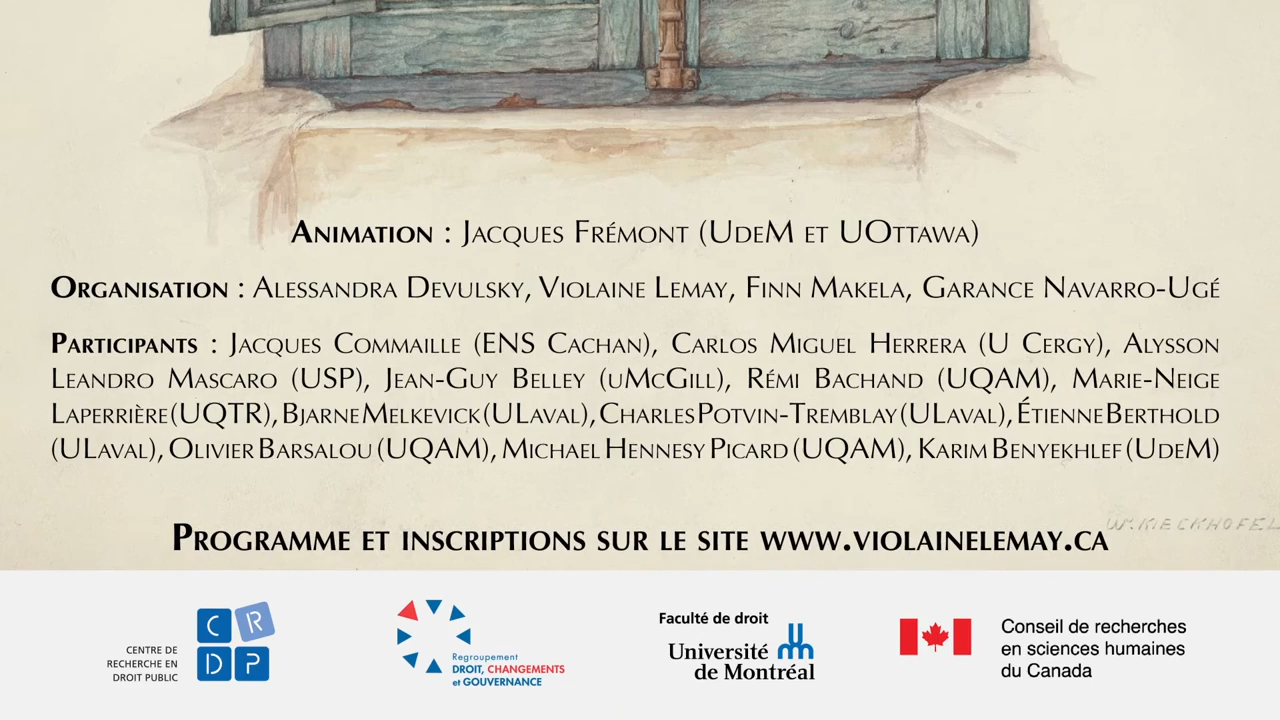 Animation : Jacques Frémont (UdeM et UOttawa)
Organisation : Alessandra Devulsky, Violaine Lemay, Finn Makela, Garance Navarro-Ugé
Participants : Jacques Commaille (ENS Cachan), Carlos Miguel Herrera (U Cergy), Alysson
Leandro Mascaro (USP), Jean-Guy Belley (uMcGill), Rémi Bachand (UQAM), Marie-Neige
Laperrière (UQTR), Bjarne Melkevick (ULaval), Charles Potvin-Tremblay (ULaval), Étienne Berthold
(ULaval), Olivier Barsalou (UQAM), Michael Hennesy Picard (UQAM), Karim Benyekhlef (UdeM)
W. KIECKHOFEL
Programme et inscriptions sur le site www.violainelemay.ca
CENTRE DE
RECHERCHE EN
DROIT PUBLIC
C R
D P
Regroupement
DROIT, CHANGEMENTS
et GOUVERNANCE
Faculté de droit
Université
de Montréal
Conseil de recherches
en sciences humaines
du Canada